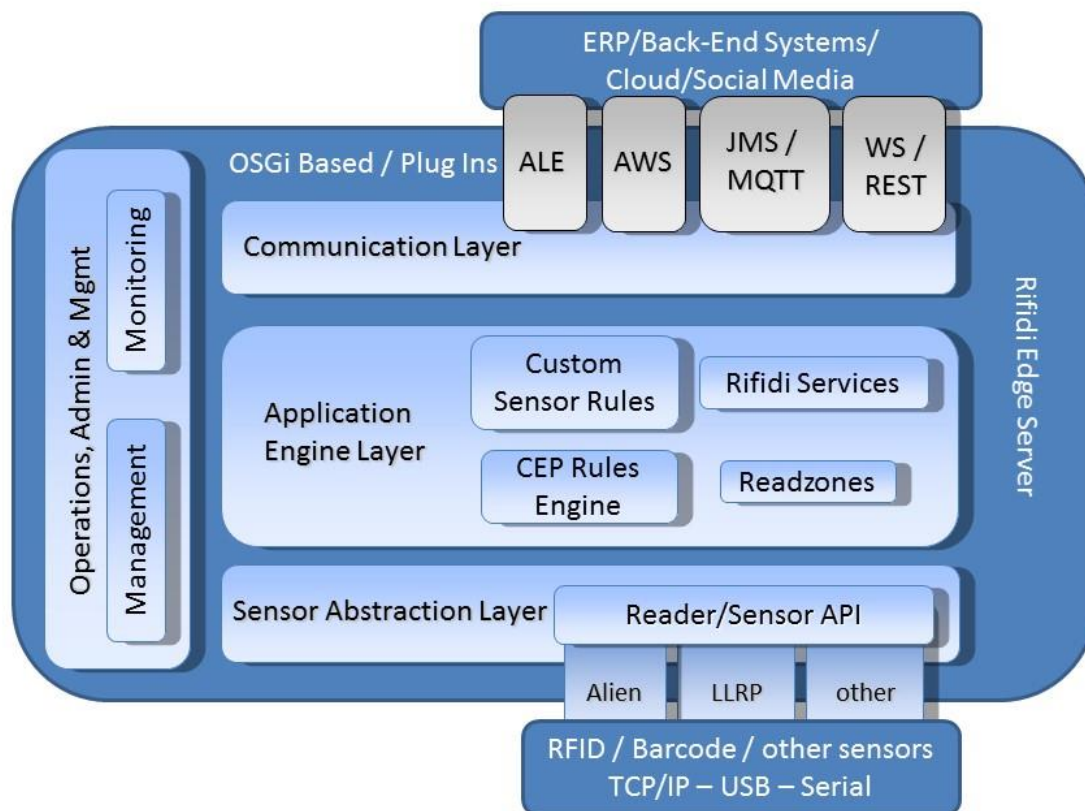 ERP/Back-End Systems/
Cloud/Social Media
OSGi Based / Plug Ins
ALE
AWS
JMS /
MQTT
WS /
REST
Communication Layer
Operations, Admin & Mgmt
Monitoring
Management
Application
Engine Layer
Custom
Sensor Rules
Rifidi Services
CEP Rules
Engine
Readzones
Rifidi Edge Server
Sensor Abstraction Layer
Reader/Sensor API
Alien
LLRP
other
RFID / Barcode / other sensors
TCP/IP – USB – Serial